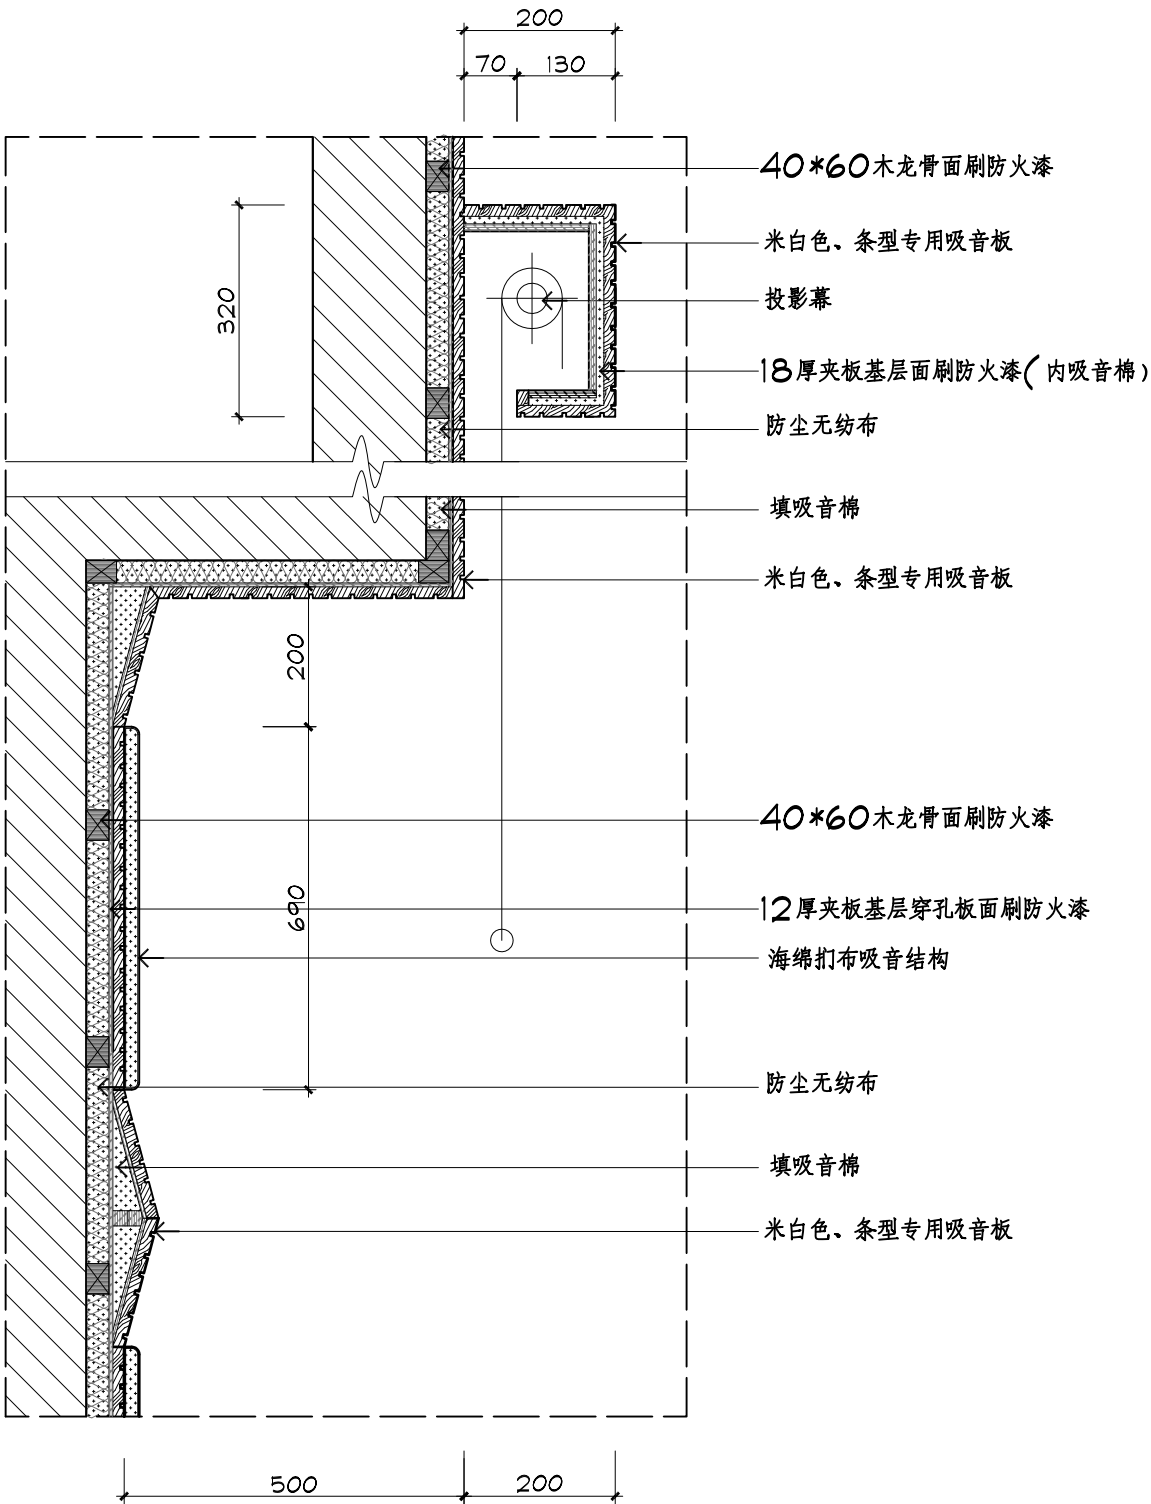 200
70
130
40*60木龙骨面刷防火漆
米白色、条型专用吸音板
投影幕
320
18厚夹板基层面刷防火漆(内吸音棉)
防尘无纺布
填吸音棉
米白色、条型专用吸音板
200
40*60木龙骨面刷防火漆
690
12厚夹板基层穿孔板面刷防火漆
海绵扪布吸音结构
防尘无纺布
填吸音棉
米白色、条型专用吸音板
500
200